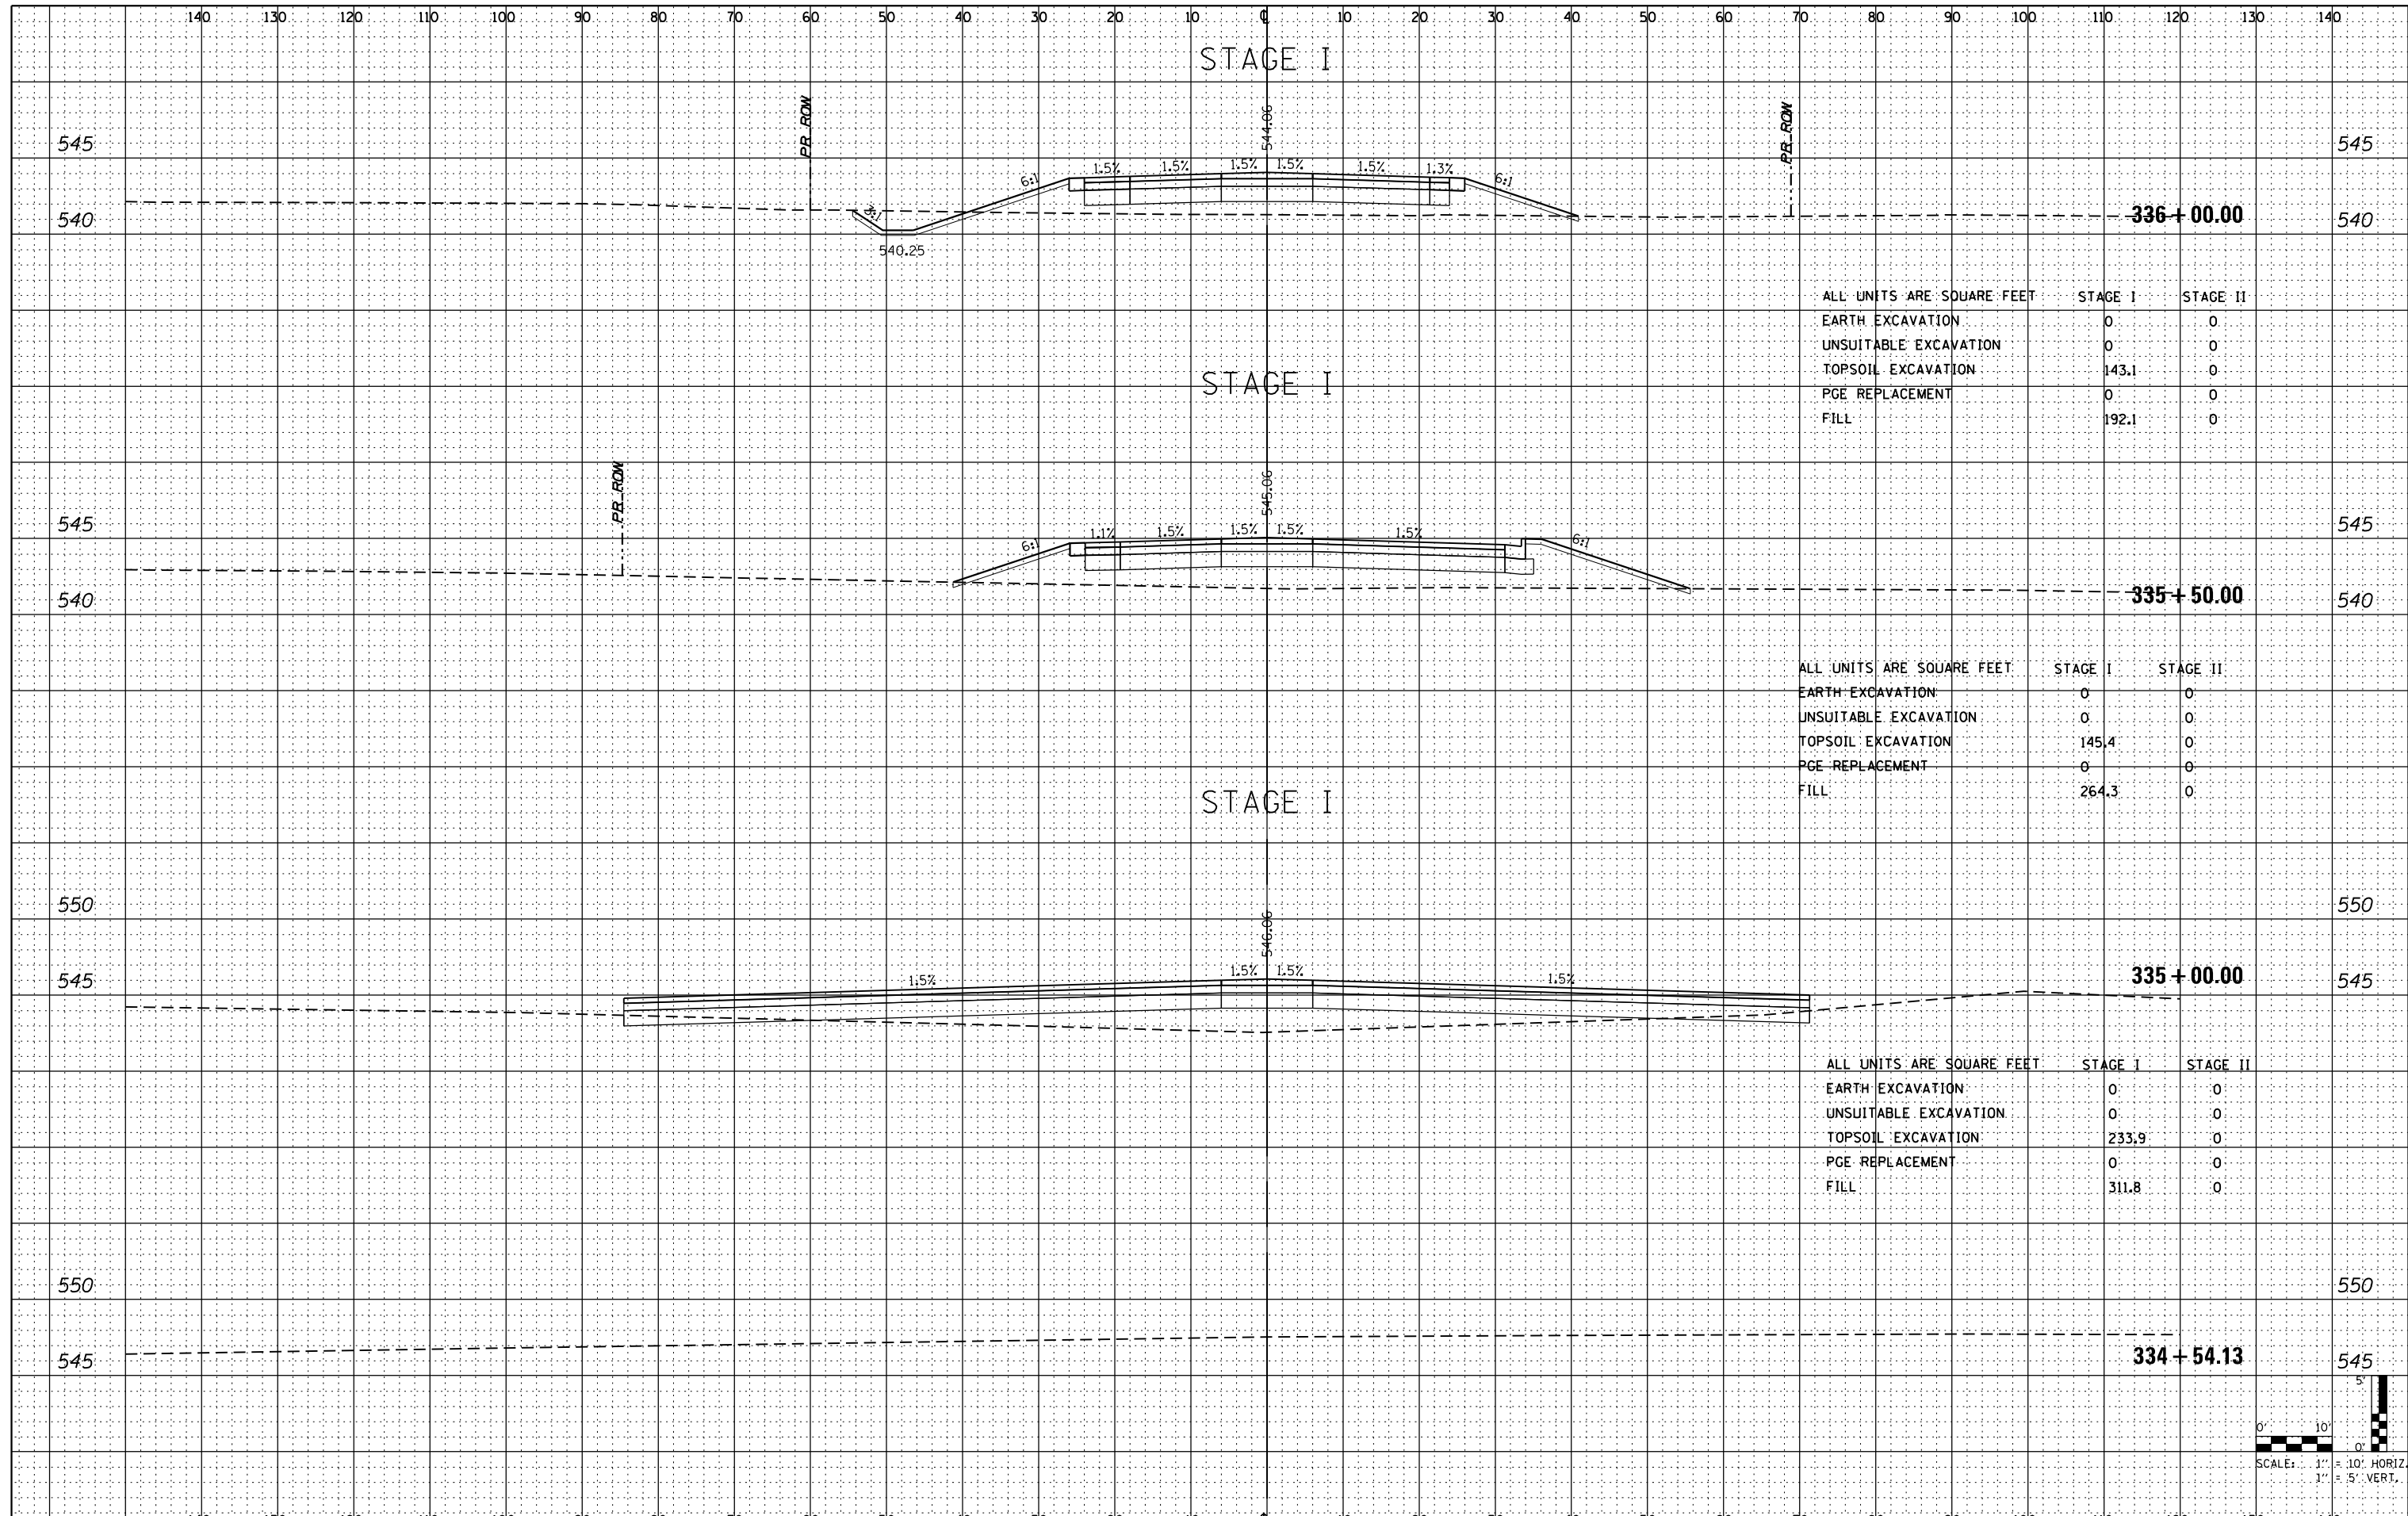 140 130 120 110 100 90 80 70 60 50 40 30 20 10 ℄ 10 20 30 40 50 60 70 80 90 100 110 120 130 140
STAGE I
PR ROW
544.06
PR ROW
545 545
6:1 1.5% 1.5% 1.5% 1.5% 1.5% 1.3% 6:1
3:1
540 336+00.00 540
540.25
ALL UNITS ARE SQUARE FEET STAGE I STAGE II
EARTH EXCAVATION 0 0
UNSUITABLE EXCAVATION 0 0
TOPSOIL EXCAVATION 143.1 0
PGE REPLACEMENT 0 0
FILL 192.1 0
STAGE I
PR ROW
545.06
545 545
6:1 1.1% 1.5% 1.5% 1.5% 1.5% 6:1
540 335+50.00 540
ALL UNITS ARE SQUARE FEET STAGE I STAGE II
EARTH EXCAVATION 0 0
UNSUITABLE EXCAVATION 0 0
TOPSOIL EXCAVATION 145.4 0
PGE REPLACEMENT 0 0
FILL 264.3 0
STAGE I
550 550
546.06
545 1.5% 1.5% 1.5% 1.5% 335+00.00 545
ALL UNITS ARE SQUARE FEET STAGE I STAGE II
EARTH EXCAVATION 0 0
UNSUITABLE EXCAVATION 0 0
TOPSOIL EXCAVATION 233.9 0
PGE REPLACEMENT 0 0
FILL 311.8 0
550 550
545 334+54.13 545
5'
0' 10'
0'
SCALE: 1" = 10' HORIZ.
1" = 5' VERT.